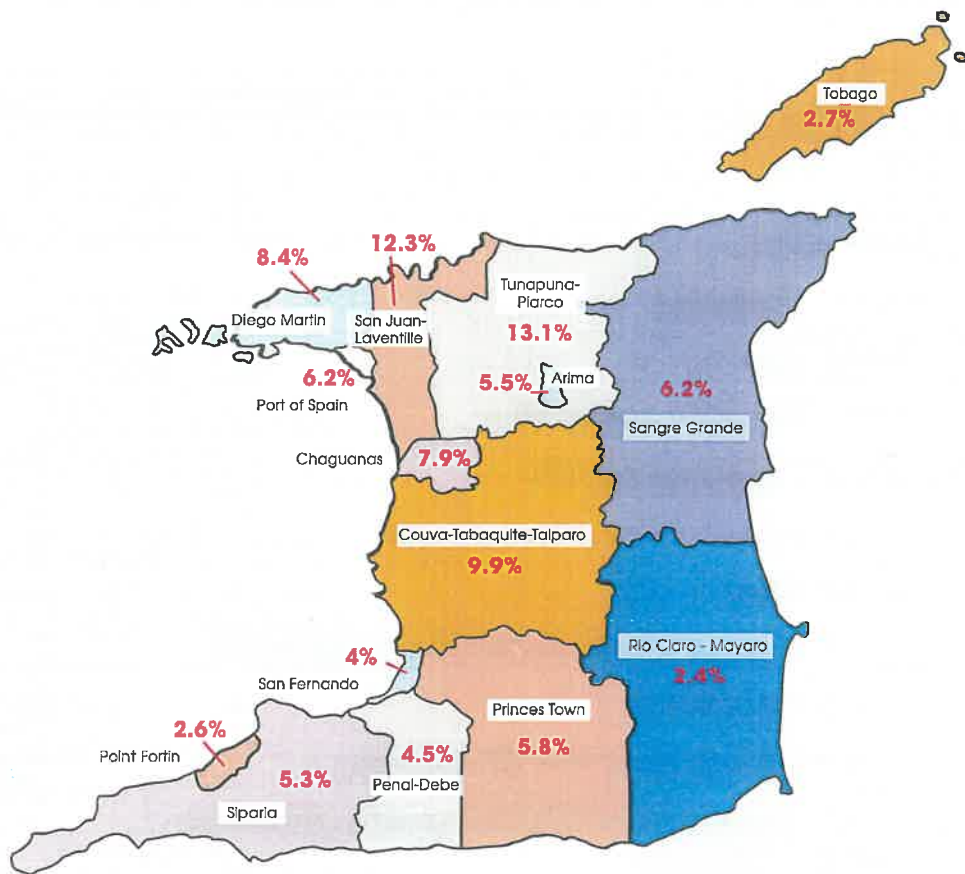 Tobago
2.7%
12.3%
8.4%
Tunapuna-
Piarco
13.1%
Diego Martin
San Juan-
Laventille
6.2%
Port of Spain
5.5%
Arima
6.2%
Sangre Grande
Chaguanas
7.9%
Couva-Tabaquite-Talparo
9.9%
Rio Claro - Mayaro
2.4%
4%
San Fernando
Princes Town
5.8%
2.6%
Point Fortin
4.5%
Penal-Debe
5.3%
Siparia